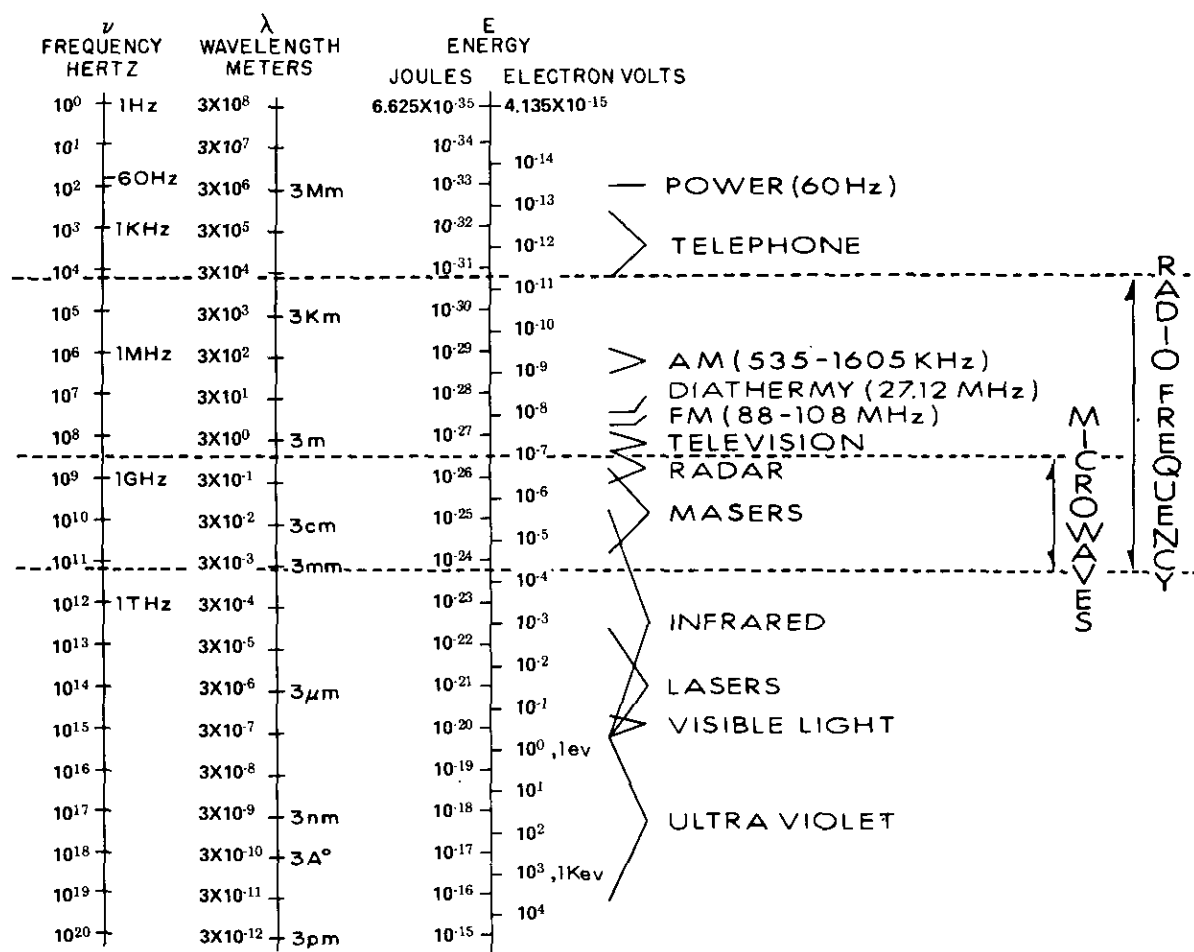 ν FREQUENCY HERTZ
λ WAVELENGTH METERS
E ENERGY
JOULES ELECTRON VOLTS
10⁰ 1Hz 3X10⁸ 6.625X10⁻³⁵ 4.135X10⁻¹⁵
10¹ 3X10⁷ 10⁻³⁴
10⁻¹⁴
60Hz
10² 3X10⁶ 3Mm 10⁻³³ POWER (60Hz)
10⁻¹³
10³ 1KHz 3X10⁵ 10⁻³²
10⁻¹² TELEPHONE
10⁴ 3X10⁴ 10⁻³¹
10⁻¹¹
10⁵ 3X10³ 3Km 10⁻³⁰
10⁻¹⁰
10⁶ 1MHz 3X10² 10⁻²⁹ AM (535-1605 KHz)
10⁻⁹
10⁷ 3X10¹ 10⁻²⁸ DIATHERMY (27.12 MHz)
10⁻⁸ FM (88-108 MHz)
10⁸ 3X10⁰ 3m 10⁻²⁷ TELEVISION
10⁻⁷
10⁹ 1GHz 3X10⁻¹ 10⁻²⁶ RADAR
10⁻⁶
10¹⁰ 3X10⁻² 3cm 10⁻²⁵ MASERS
10⁻⁵
10¹¹ 3X10⁻³ 3mm 10⁻²⁴
10⁻⁴
10¹² 1THz 3X10⁻⁴ 10⁻²³
10⁻³ INFRARED
10¹³ 3X10⁻⁵ 10⁻²²
10⁻²
10¹⁴ 3X10⁻⁶ 3μm 10⁻²¹ LASERS
10⁻¹
10¹⁵ 3X10⁻⁷ 10⁻²⁰ VISIBLE LIGHT
10⁰ ,1ev
10¹⁶ 3X10⁻⁸ 10⁻¹⁹
10¹
10¹⁷ 3X10⁻⁹ 3nm 10⁻¹⁸ ULTRA VIOLET
10²
10¹⁸ 3X10⁻¹⁰ 3A° 10⁻¹⁷
10³ ,1Kev
10¹⁹ 3X10⁻¹¹ 10⁻¹⁶
10⁴
10²⁰ 3X10⁻¹² 3pm 10⁻¹⁵
MICROWAVES
RADIO FREQUENCY